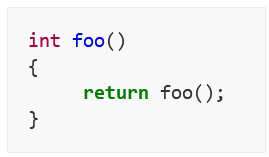 int foo()
{
     return foo();
}